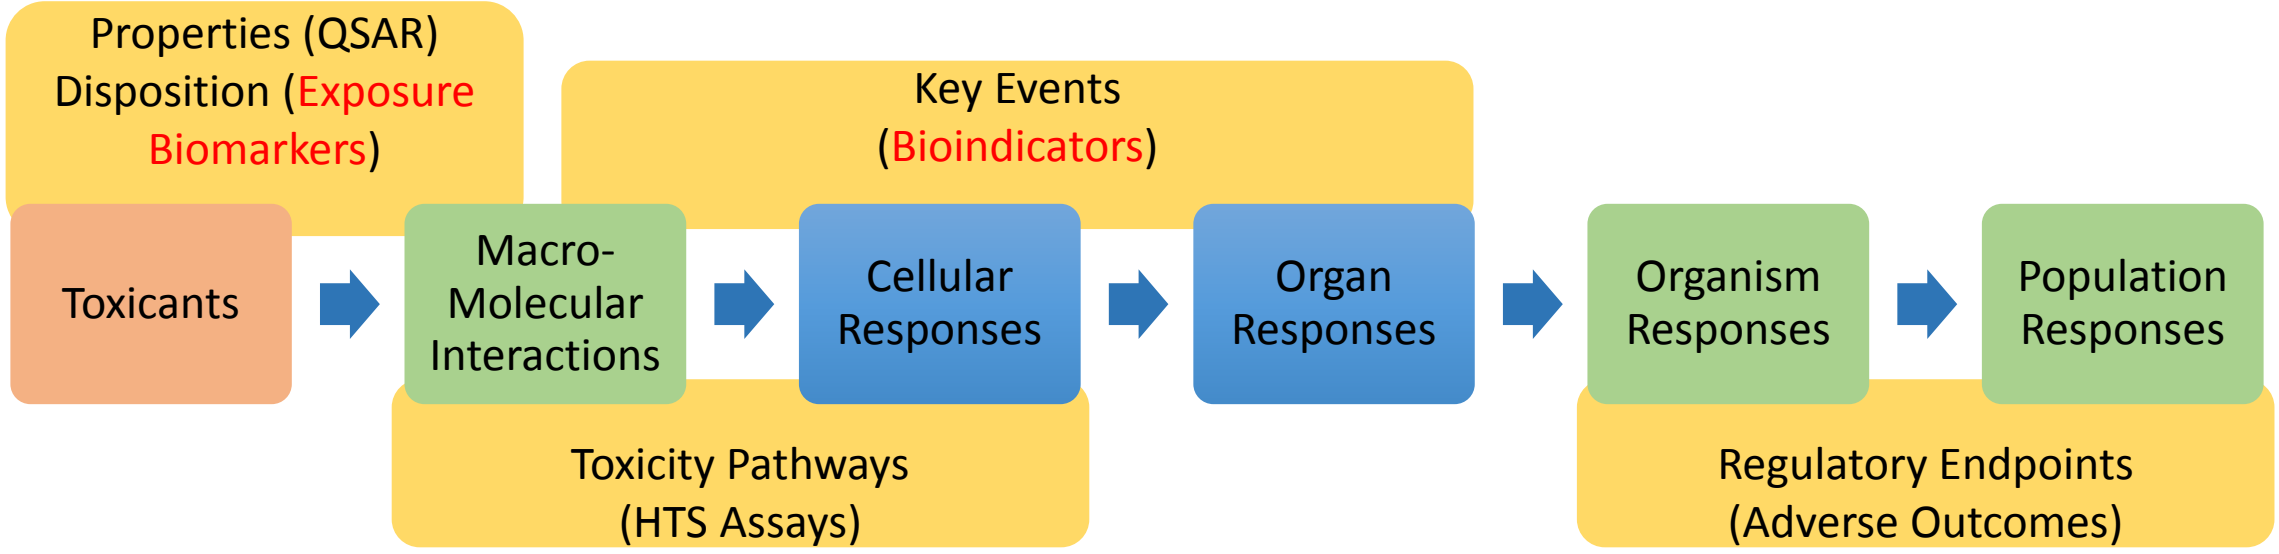 Properties (QSAR)
Disposition (Exposure
Biomarkers)
Key Events
(Bioindicators)
Toxicants
Macro-
Molecular
Interactions
Cellular
Responses
Organ
Responses
Organism
Responses
Population
Responses
Toxicity Pathways
(HTS Assays)
Regulatory Endpoints
(Adverse Outcomes)